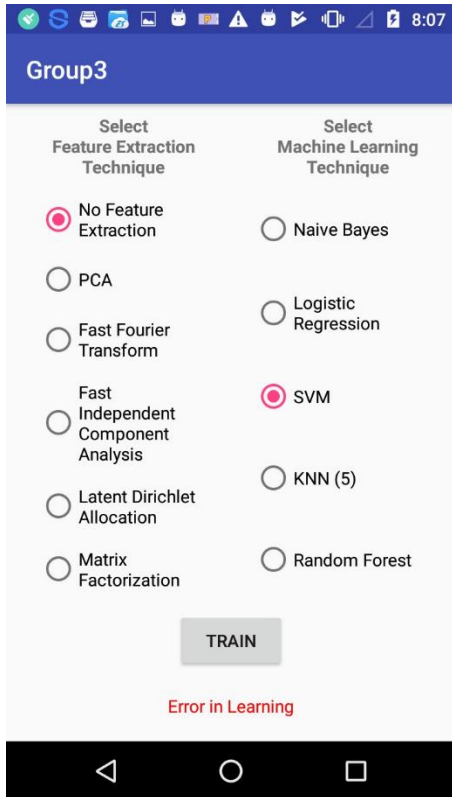 8:07
Group3
Select
Feature Extraction
Technique
No Feature
Extraction
PCA
Fast Fourier
Transform
Fast
Independent
Component
Analysis
Latent Dirichlet
Allocation
Matrix
Factorization
Select
Machine Learning
Technique
Naive Bayes
Logistic
Regression
SVM
KNN (5)
Random Forest
TRAIN
Error in Learning